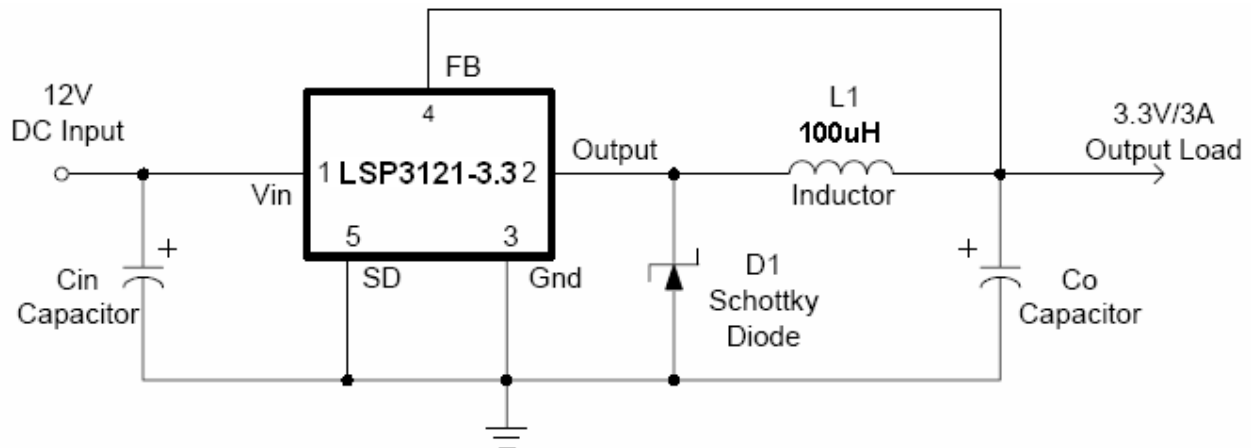 FB
4
12V
DC Input
L1
100uH
3.3V/3A
Output Load
Output
1 LSP3121-3.3 2
Vin
Inductor
5
3
SD
Gnd
+
+
Cin
Capacitor
D1
Schottky
Diode
Co
Capacitor